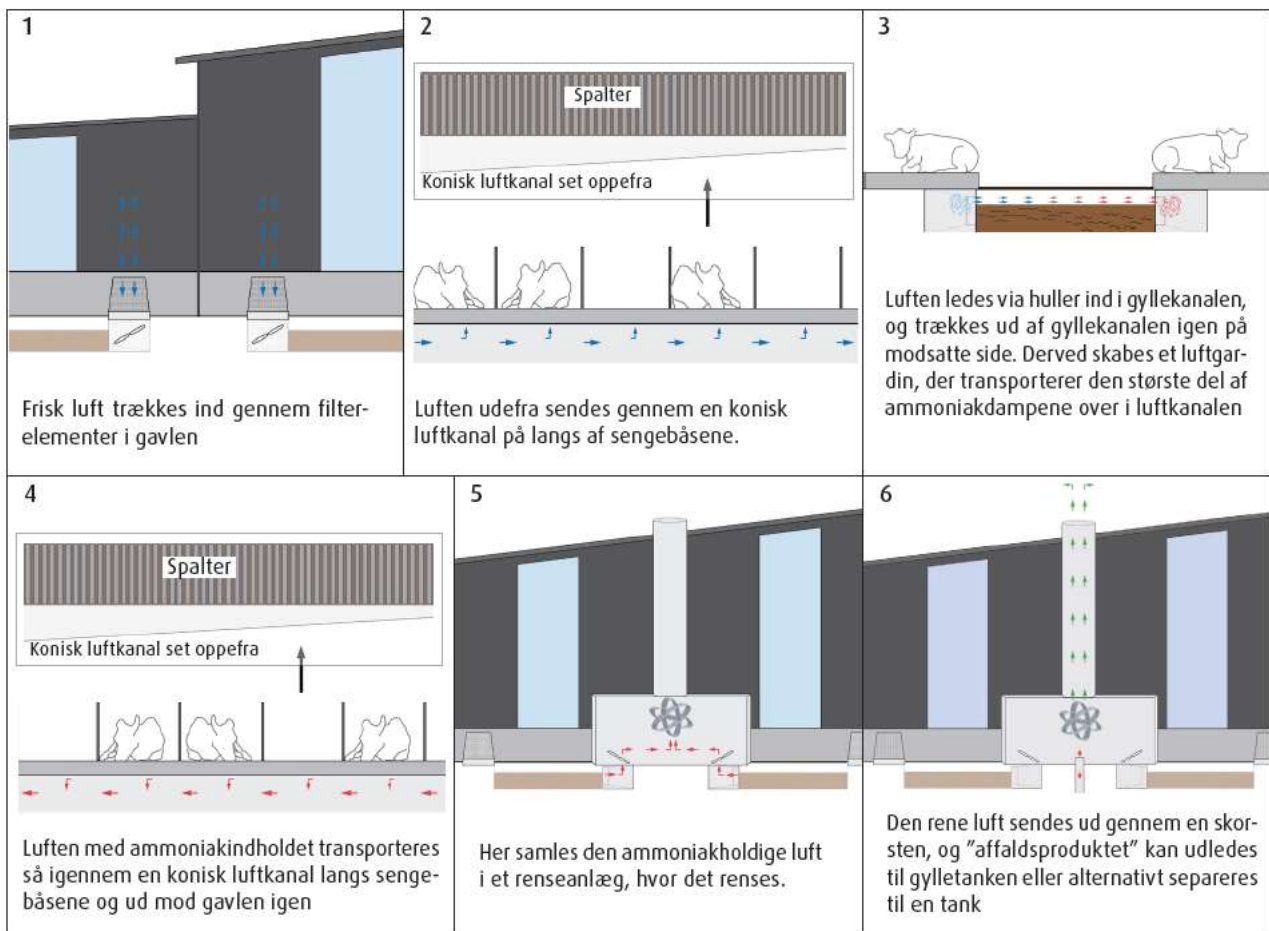 1
Frisk luft trækkes ind gennem filter-
elementer i gavlen
2
Spalter
Konisk luftkanal set oppefra
Luften udefra sendes gennem en konisk
luftkanal på langs af sengebåsene.
3
Luften ledes via huller ind i gyllekanalen,
og trækkes ud af gyllekanalen igen på
modsatte side. Derved skabes et luftgar-
din, der transporterer den største del af
ammoniakdampene over i luftkanalen
4
Spalter
Konisk luftkanal set oppefra
Luften med ammoniakindholdet transporteres
så igennem en konisk luftkanal langs senge-
båsene og ud mod gavlen igen
5
Her samles den ammoniakholdige luft
i et renseanlæg, hvor det renses.
6
Den rene luft sendes ud gennem en skor-
sten, og ”affaldsproduktet” kan udledes
til gylletanken eller alternativt separeres
til en tank